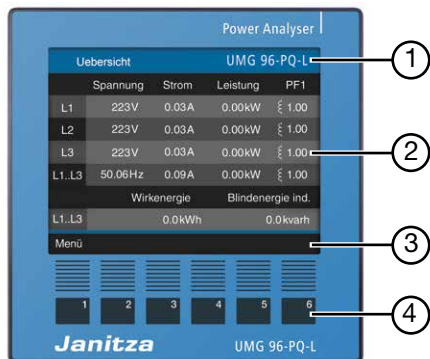 Power Analyser
Uebersicht UMG 96-PQ-L
1
Spannung Strom Leistung PF1
L1 223V 0.03A 0.00kW 1.00
L2 223V 0.03A 0.00kW 1.00
L3 223V 0.03A 0.00kW 1.00
2
L1..L3 50.06Hz 0.09A 0.00kW 1.00
Wirkenergie Blindenergie ind.
L1..L3 0.0kWh 0.0kvarh
Menü
3
1 2 3 4 5 6
4
Janitza UMG 96-PQ-L